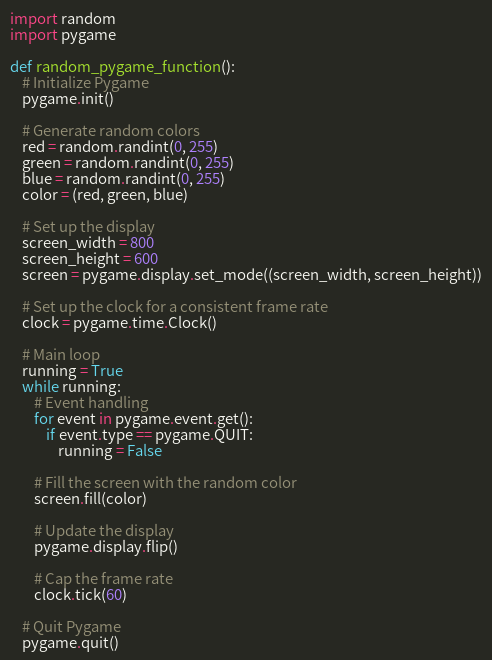 import random
import pygame

def random_pygame_function():
    # Initialize Pygame
    pygame.init()

    # Generate random colors
    red = random.randint(0, 255)
    green = random.randint(0, 255)
    blue = random.randint(0, 255)
    color = (red, green, blue)

    # Set up the display
    screen_width = 800
    screen_height = 600
    screen = pygame.display.set_mode((screen_width, screen_height))

    # Set up the clock for a consistent frame rate
    clock = pygame.time.Clock()

    # Main loop
    running = True
    while running:
        # Event handling
        for event in pygame.event.get():
            if event.type == pygame.QUIT:
                running = False

        # Fill the screen with the random color
        screen.fill(color)

        # Update the display
        pygame.display.flip()

        # Cap the frame rate
        clock.tick(60)

    # Quit Pygame
    pygame.quit()